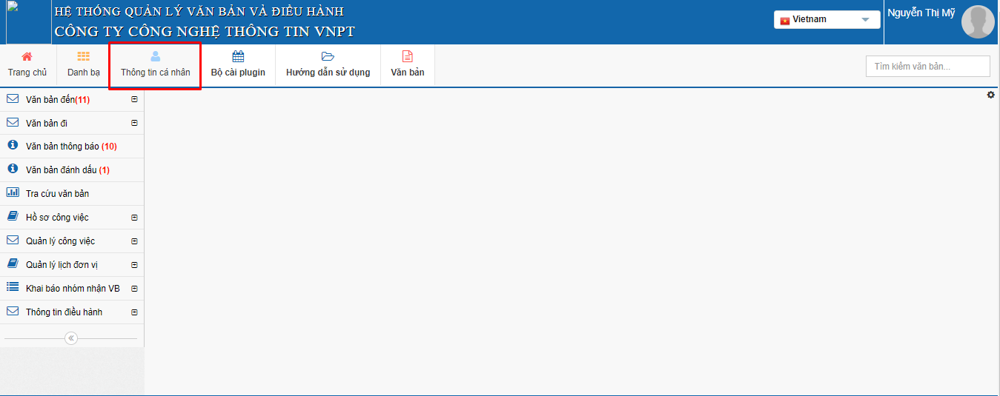 HỆ THỐNG QUẢN LÝ VĂN BẢN VÀ ĐIỀU HÀNH
CÔNG TY CÔNG NGHỆ THÔNG TIN VNPT
Vietnam
Nguyễn Thị Mỹ
Trang chủ
Danh bạ
Thông tin cá nhân
Bộ cài plugin
Hướng dẫn sử dụng
Văn bản
Tìm kiếm văn bản...
Văn bản đến(11)
Văn bản đi
Văn bản thông báo (10)
Văn bản đánh dấu (1)
Tra cứu văn bản
Hồ sơ công việc
Quản lý công việc
Quản lý lịch đơn vị
Khai báo nhóm nhận VB
Thông tin điều hành